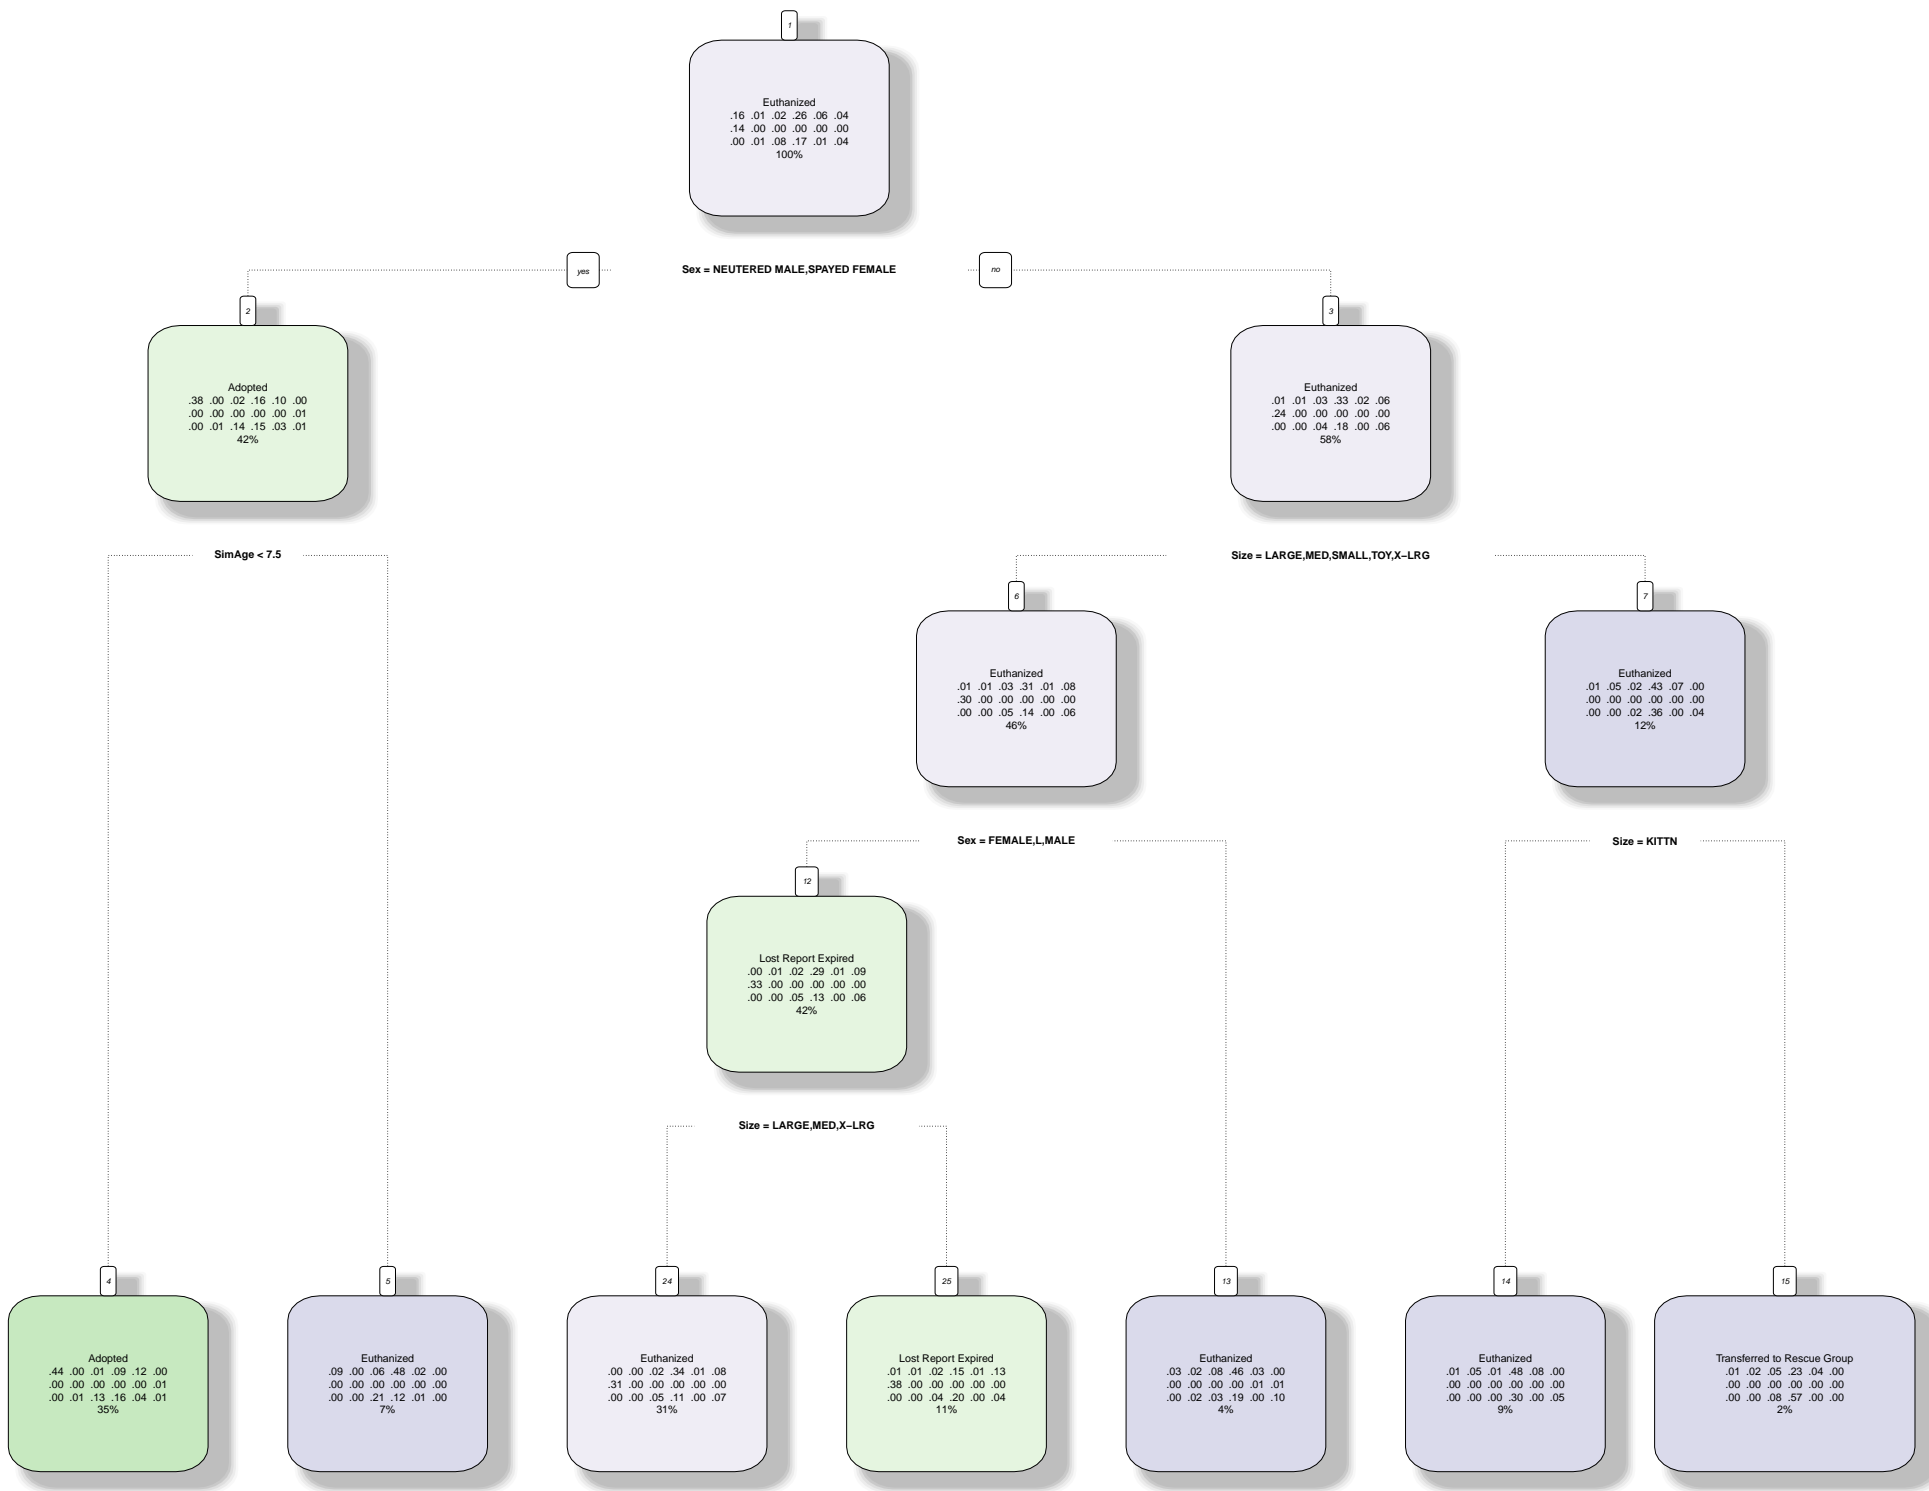 1
Euthanized
.16 .01 .02 .26 .06 .04
.14 .00 .00 .00 .00 .00
.00 .01 .08 .17 .01 .04
100%
yes
Sex = NEUTERED MALE,SPAYED FEMALE
no
2
Adopted
.38 .00 .02 .16 .10 .00
.00 .00 .00 .00 .00 .01
.00 .01 .14 .15 .03 .01
42%
3
Euthanized
.01 .01 .03 .33 .02 .06
.24 .00 .00 .00 .00 .00
.00 .00 .04 .18 .00 .06
58%
SimAge < 7.5
Size = LARGE,MED,SMALL,TOY,X−LRG
6
Euthanized
.01 .01 .03 .31 .01 .08
.30 .00 .00 .00 .00 .00
.00 .00 .05 .14 .00 .06
46%
7
Euthanized
.01 .05 .02 .43 .07 .00
.00 .00 .00 .00 .00 .00
.00 .00 .02 .36 .00 .04
12%
Sex = FEMALE,L,MALE
Size = KITTN
12
Lost Report Expired
.00 .01 .02 .29 .01 .09
.33 .00 .00 .00 .00 .00
.00 .00 .05 .13 .00 .06
42%
Size = LARGE,MED,X−LRG
4
Adopted
.44 .00 .01 .09 .12 .00
.00 .00 .00 .00 .00 .01
.00 .01 .13 .16 .04 .01
35%
5
Euthanized
.09 .00 .06 .48 .02 .00
.00 .00 .00 .00 .00 .00
.00 .00 .21 .12 .01 .00
7%
24
Euthanized
.00 .00 .02 .34 .01 .08
.31 .00 .00 .00 .00 .00
.00 .00 .05 .11 .00 .07
31%
25
Lost Report Expired
.01 .01 .02 .15 .01 .13
.38 .00 .00 .00 .00 .00
.00 .00 .04 .20 .00 .04
11%
13
Euthanized
.03 .02 .08 .46 .03 .00
.00 .00 .00 .00 .01 .01
.00 .02 .03 .19 .00 .10
4%
14
Euthanized
.01 .05 .01 .48 .08 .00
.00 .00 .00 .00 .00 .00
.00 .00 .00 .30 .00 .05
9%
15
Transferred to Rescue Group
.01 .02 .05 .23 .04 .00
.00 .00 .00 .00 .00 .00
.00 .00 .08 .57 .00 .00
2%